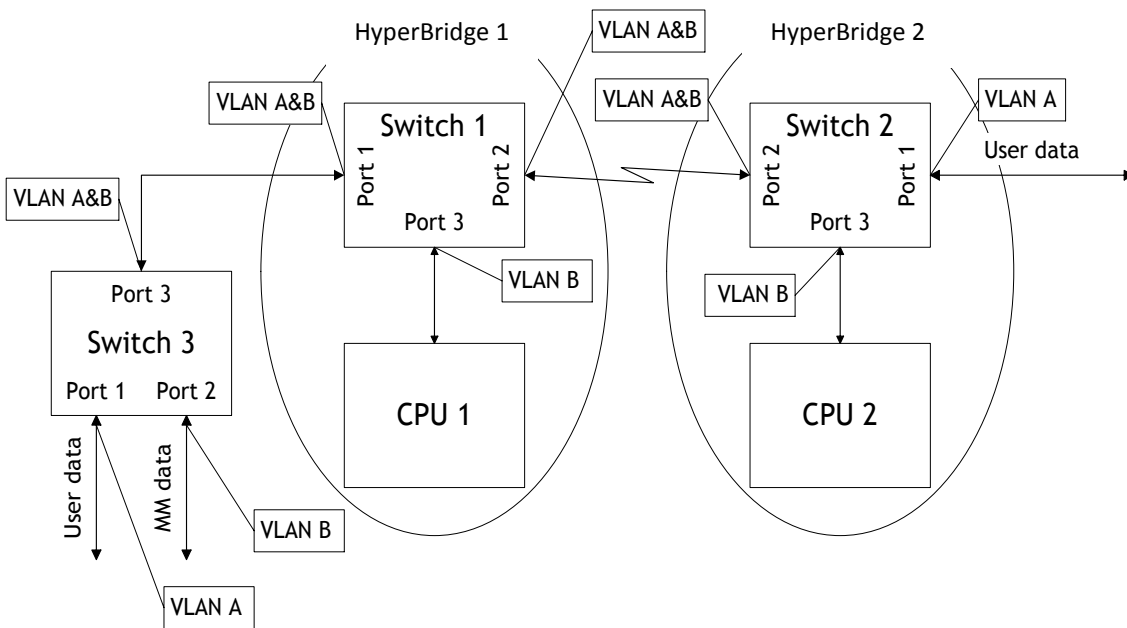 HyperBridge 1
VLAN A&B
HyperBridge 2
VLAN A&B
VLAN A&B
VLAN A
Switch 1
Port 1
Port 2
Port 3
Switch 2
Port 2
Port 1
Port 3
User data
VLAN A&B
VLAN B
VLAN B
Port 3
Switch 3
Port 1
Port 2
CPU 1
CPU 2
User data
MM data
VLAN B
VLAN A